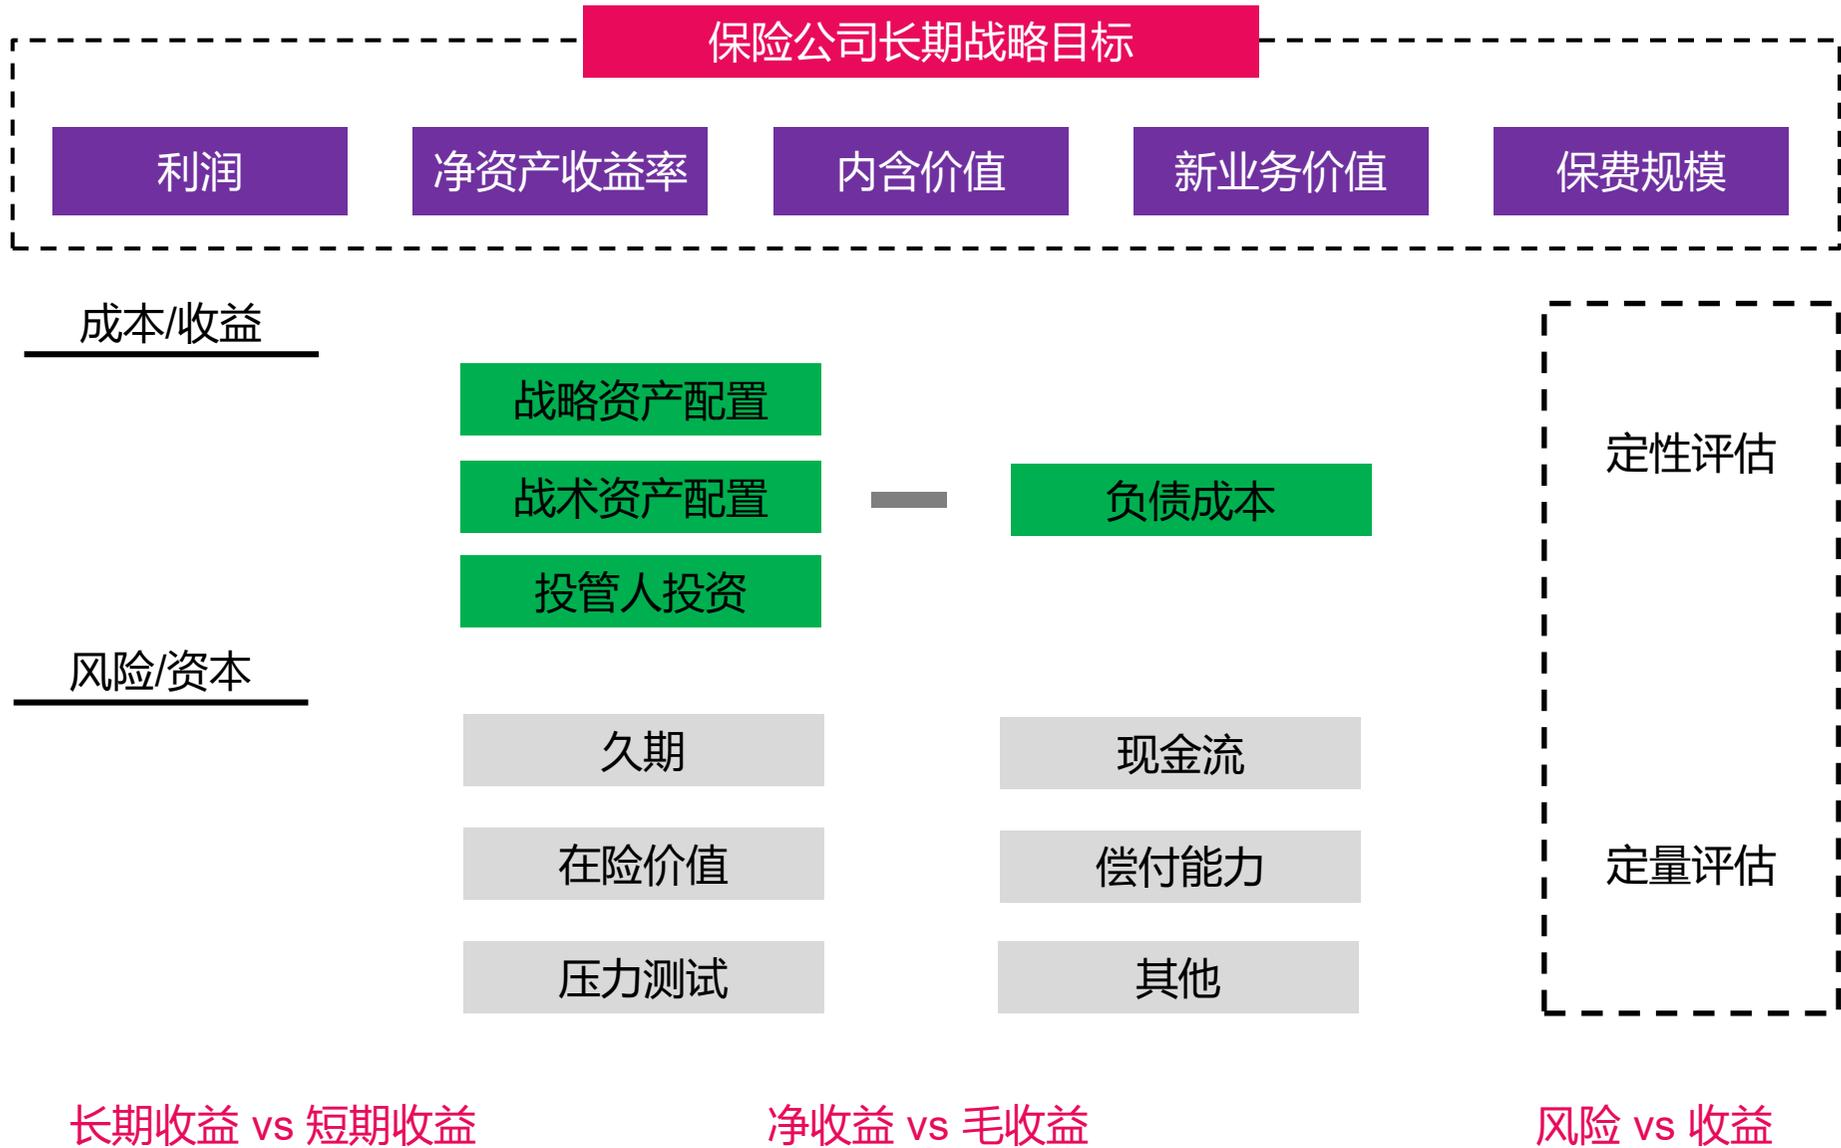 保险公司长期战略目标
利润
净资产收益率
内含价值
新业务价值
保费规模
成本/收益
战略资产配置
战术资产配置
投管人投资
负债成本
定性评估
风险/资本
久期
现金流
在险价值
偿付能力
定量评估
压力测试
其他
长期收益 vs 短期收益
净收益 vs 毛收益
风险 vs 收益